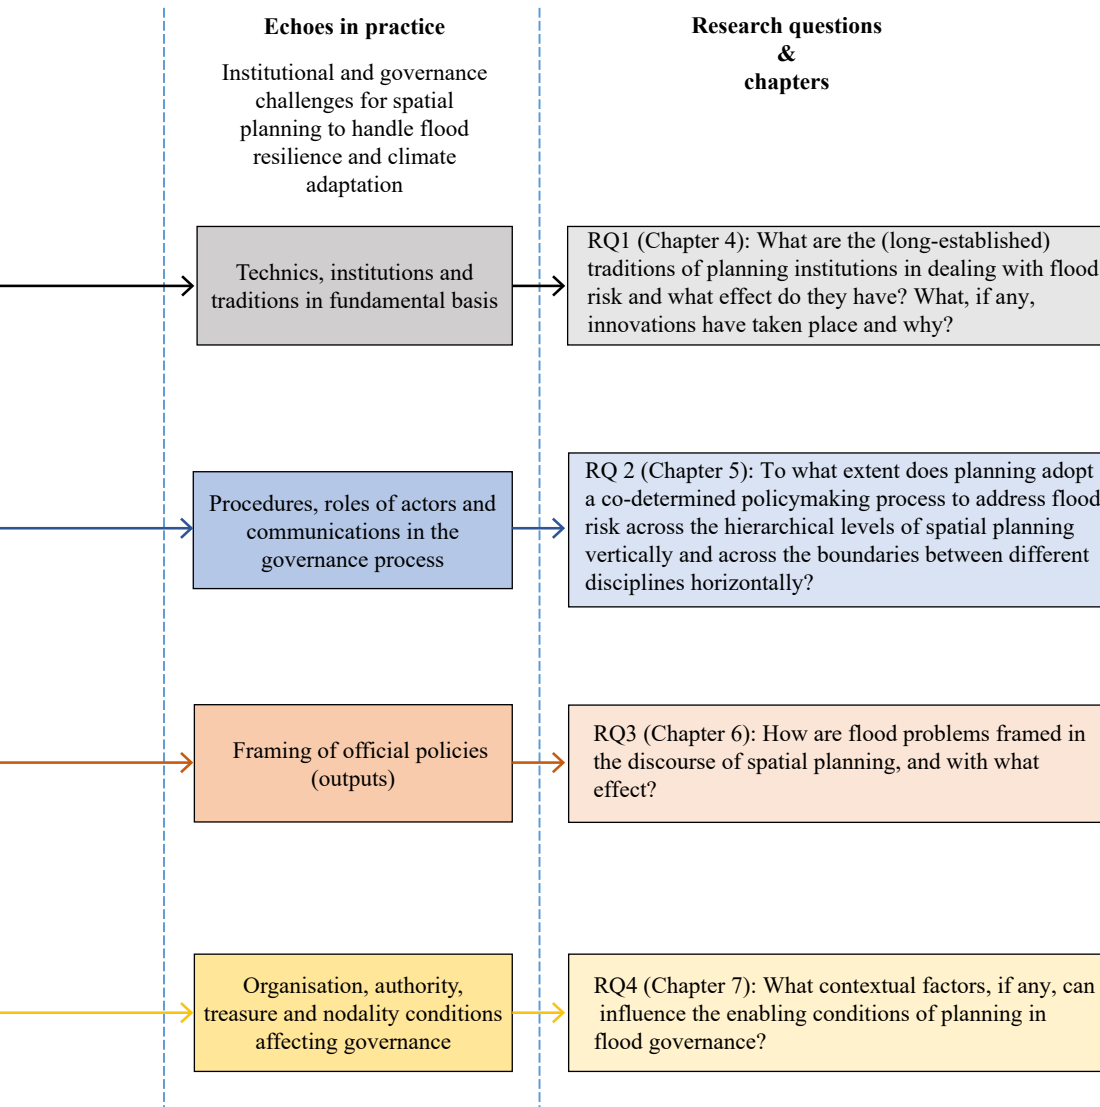 Echoes in practice
Institutional and governance
challenges for spatial
planning to handle flood
resilience and climate
adaptation
Research questions
&
chapters
Technics, institutions and
traditions in fundamental basis
RQ1 (Chapter 4): What are the (long-established)
traditions of planning institutions in dealing with flood
risk and what effect do they have? What, if any,
innovations have taken place and why?
Procedures, roles of actors and
communications in the
governance process
RQ 2 (Chapter 5): To what extent does planning adopt
a co-determined policymaking process to address flood
risk across the hierarchical levels of spatial planning
vertically and across the boundaries between different
disciplines horizontally?
Framing of official policies
(outputs)
RQ3 (Chapter 6): How are flood problems framed in
the discourse of spatial planning, and with what
effect?
Organisation, authority,
treasure and nodality conditions
affecting governance
RQ4 (Chapter 7): What contextual factors, if any, can
influence the enabling conditions of planning in
flood governance?